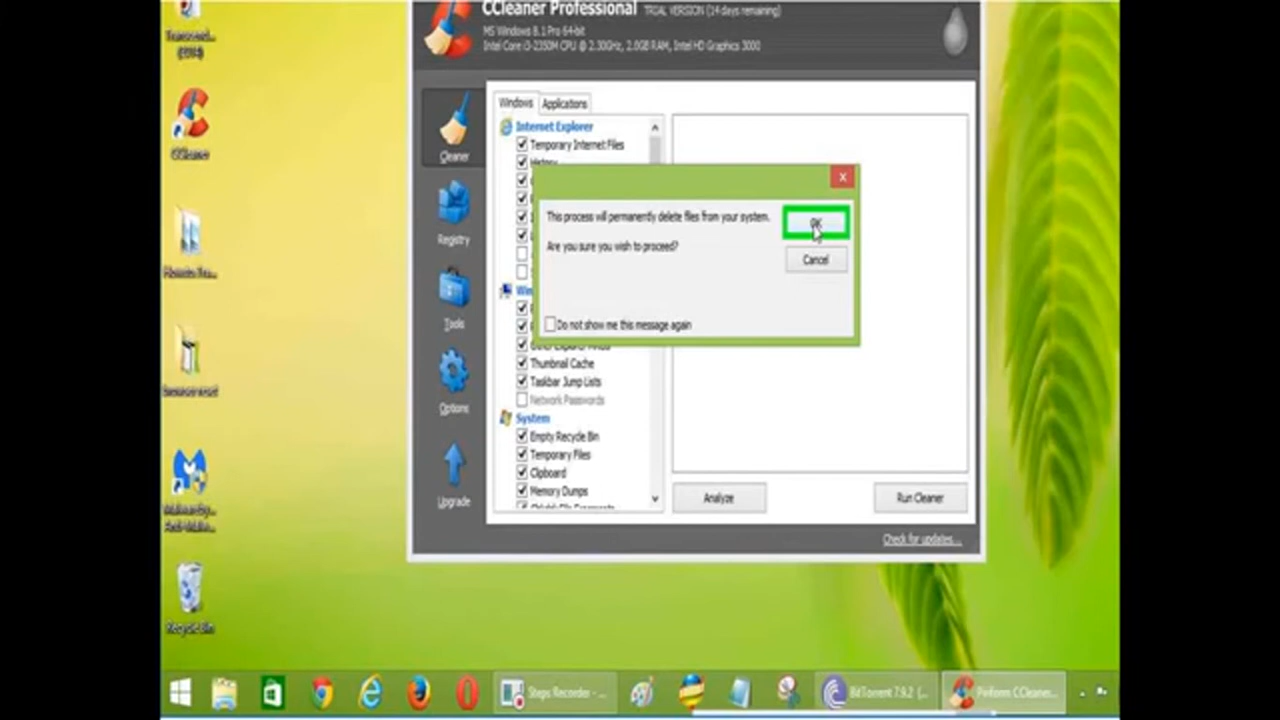 CCleaner Professional TRIAL VERSION (14 days remaining)
MS Windows 8.1 Pro 64-bit
Intel Core i3-2350M CPU @ 2.30GHz, 2.0GB RAM, Intel HD Graphics 3000
Transcend...
CCleaner
Recycle Bin
Cleaner
Registry
Tools
Options
Upgrade
Windows Applications
Internet Explorer
Temporary Internet Files
History
This process will permanently delete files from your system.
Are you sure you wish to proceed?
OK
Cancel
Do not show me this message again
Thumbnail Cache
Taskbar Jump Lists
Network Passwords
System
Empty Recycle Bin
Temporary Files
Clipboard
Memory Dumps
Analyze
Run Cleaner
Check for updates...
Steps Recorder - ...
BitTorrent 7.9.2 (...
Perform CCleaner...